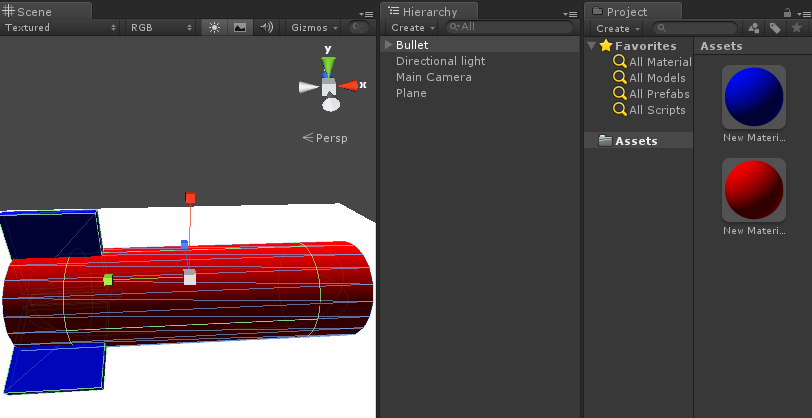 Scene
Textured RGB Gizmos
y
x
Persp
Hierarchy
Create All
Bullet
Directional light
Main Camera
Plane
Project
Create
Favorites
All Material
All Models
All Prefabs
All Scripts
Assets
Assets
New Materi...
New Materi...